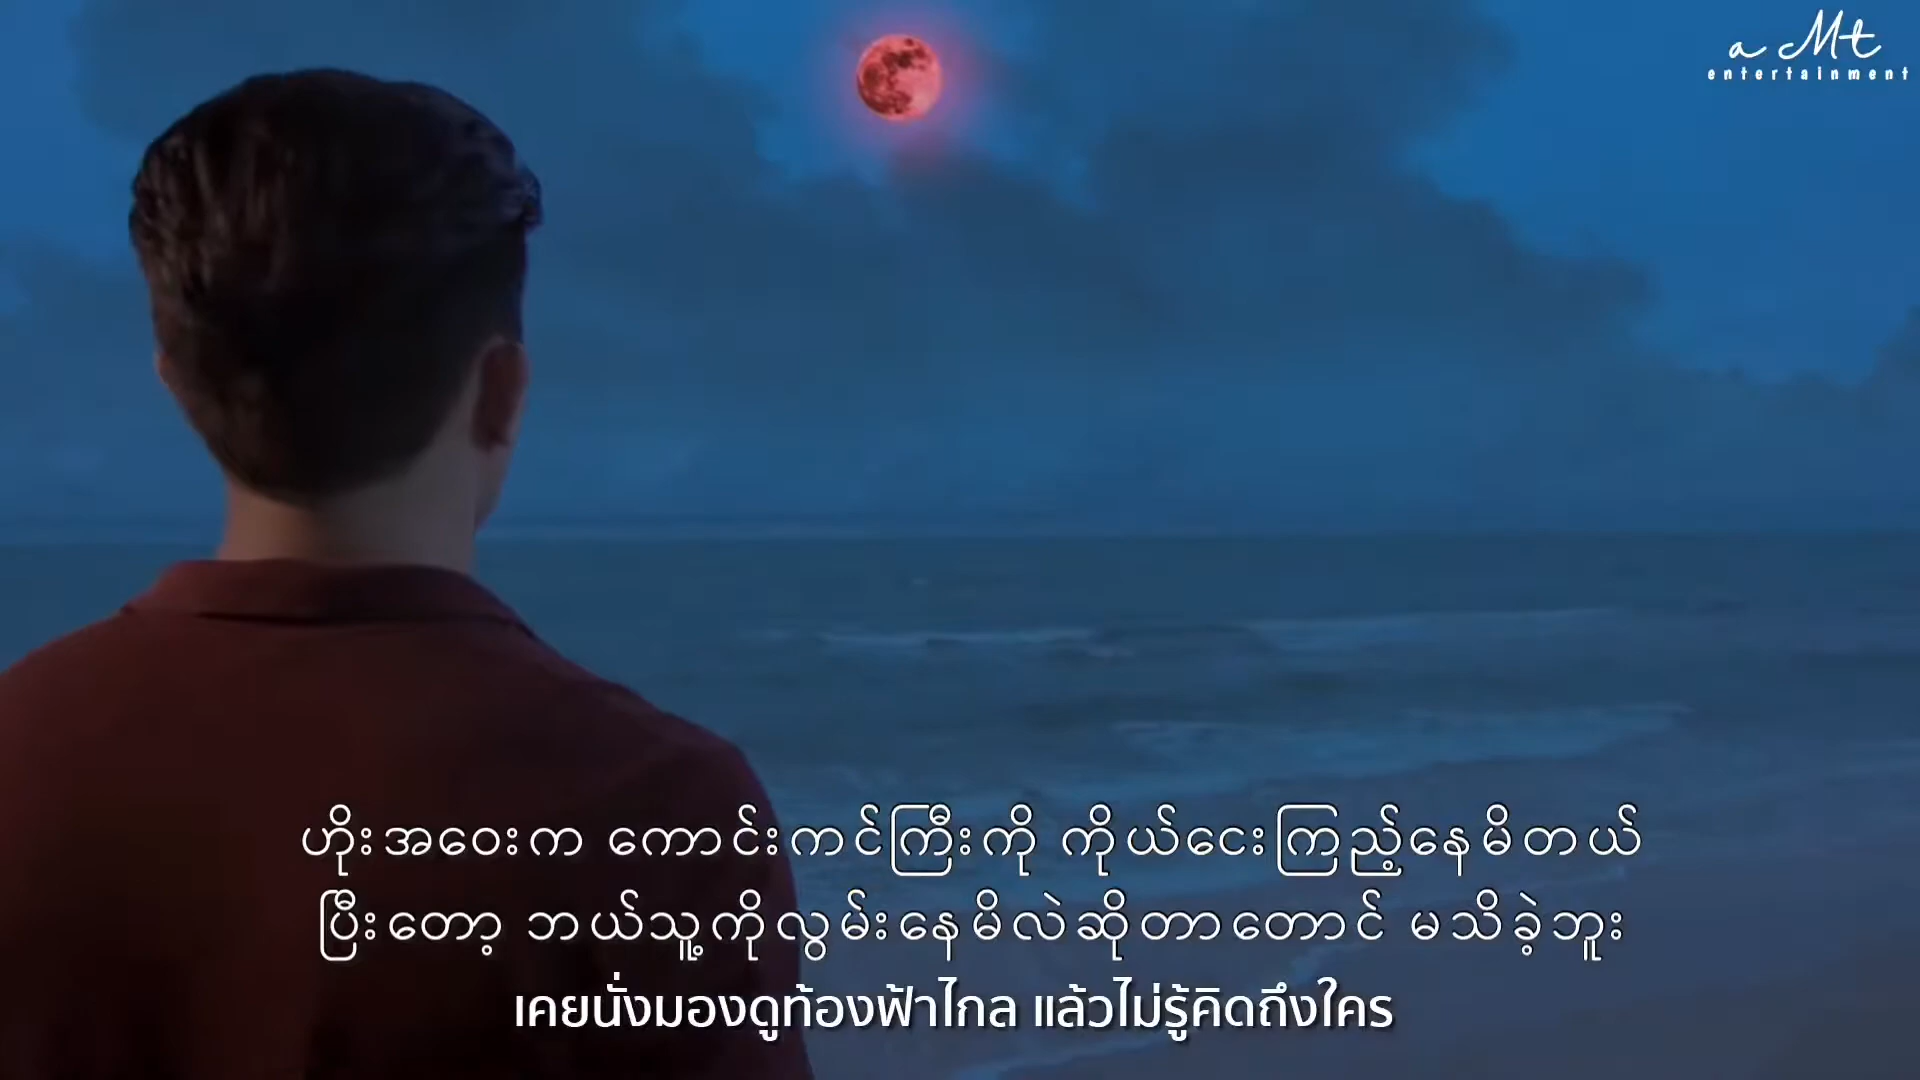 a Mt
entertainment
ဟိုးအဝေးက ကောင်းကင်ကြီးကို ကိုယ်ငေးကြည့်နေမိတယ်
ပြီးတော့ ဘယ်သူ့ကိုလွမ်းနေမိလဲဆိုတာတောင် မသိခဲ့ဘူး
เคยนั่งมองดูท้องฟ้าไกล แล้วไม่รู้คิดถึงใคร